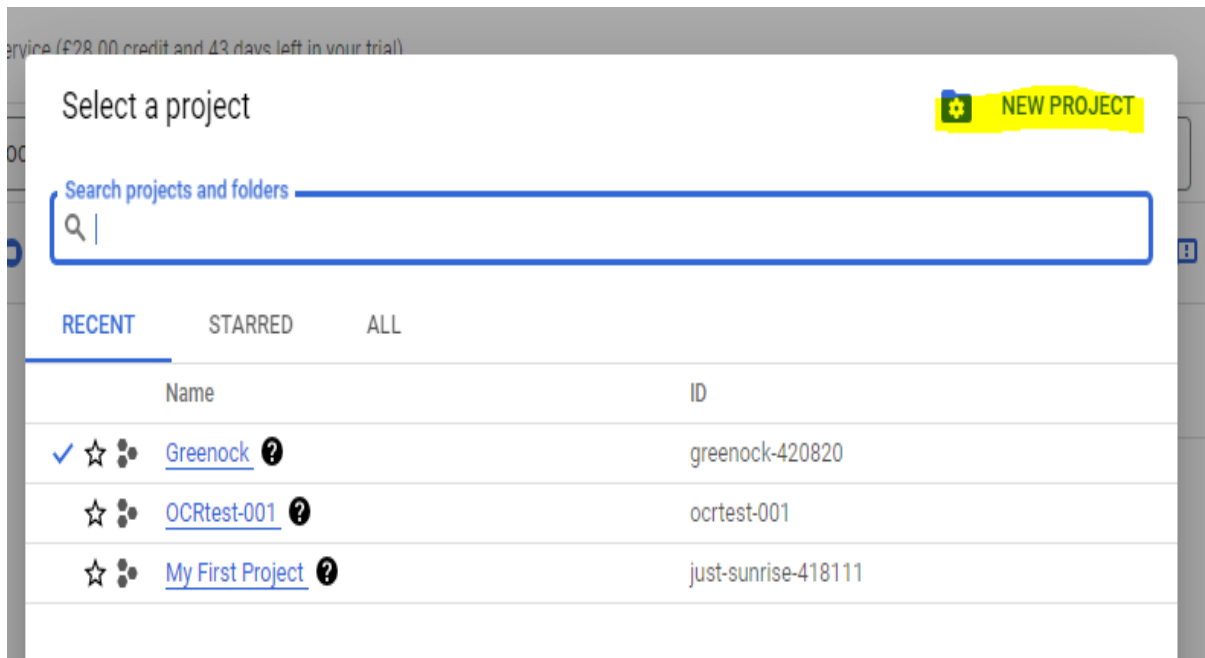 ervice (£28.00 credit and 43 days left in your trial)
Select a project
NEW PROJECT
Search projects and folders
RECENT STARRED ALL
Name ID
Greenock greenock-420820
OCRtest-001 ocrtest-001
My First Project just-sunrise-418111